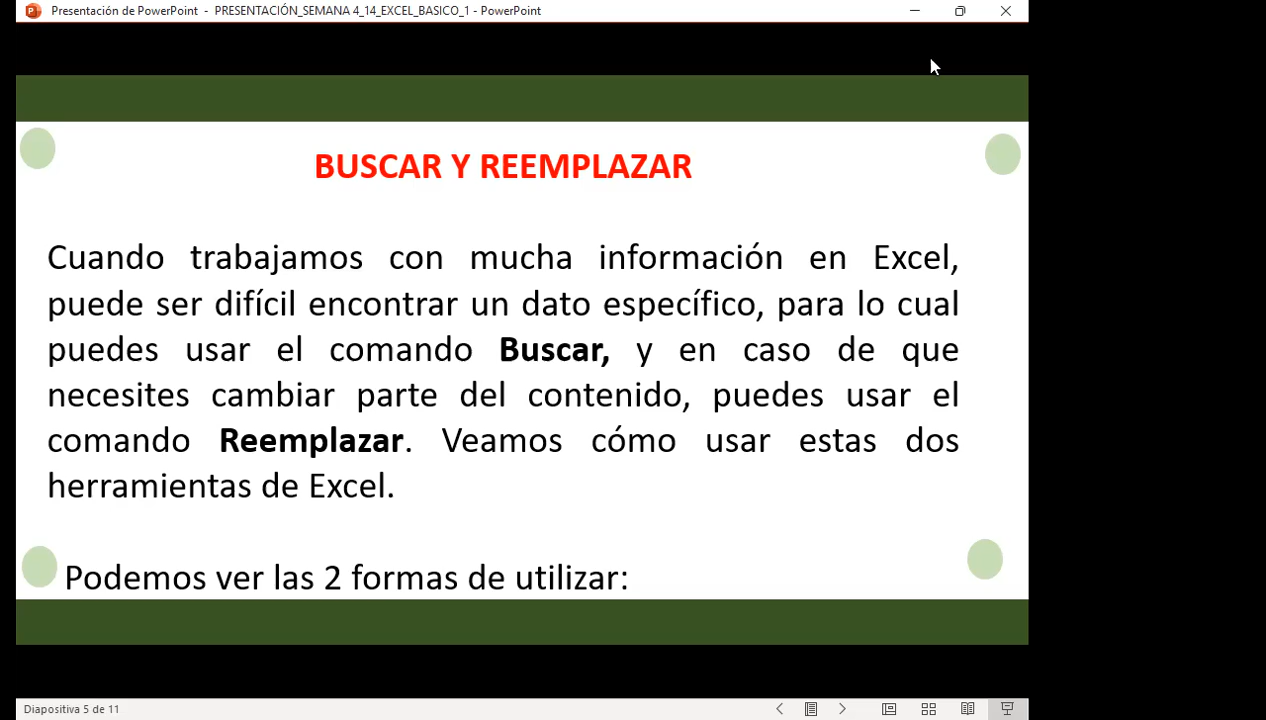 Presentación de PowerPoint - PRESENTACIÓN_SEMANA 4_14_EXCEL_BASICO_1 - PowerPoint
BUSCAR Y REEMPLAZAR
Cuando trabajamos con mucha información en Excel,
puede ser difícil encontrar un dato específico, para lo cual
puedes usar el comando Buscar, y en caso de que
necesites cambiar parte del contenido, puedes usar el
comando Reemplazar. Veamos cómo usar estas dos
herramientas de Excel.
Podemos ver las 2 formas de utilizar:
Diapositiva 5 de 11